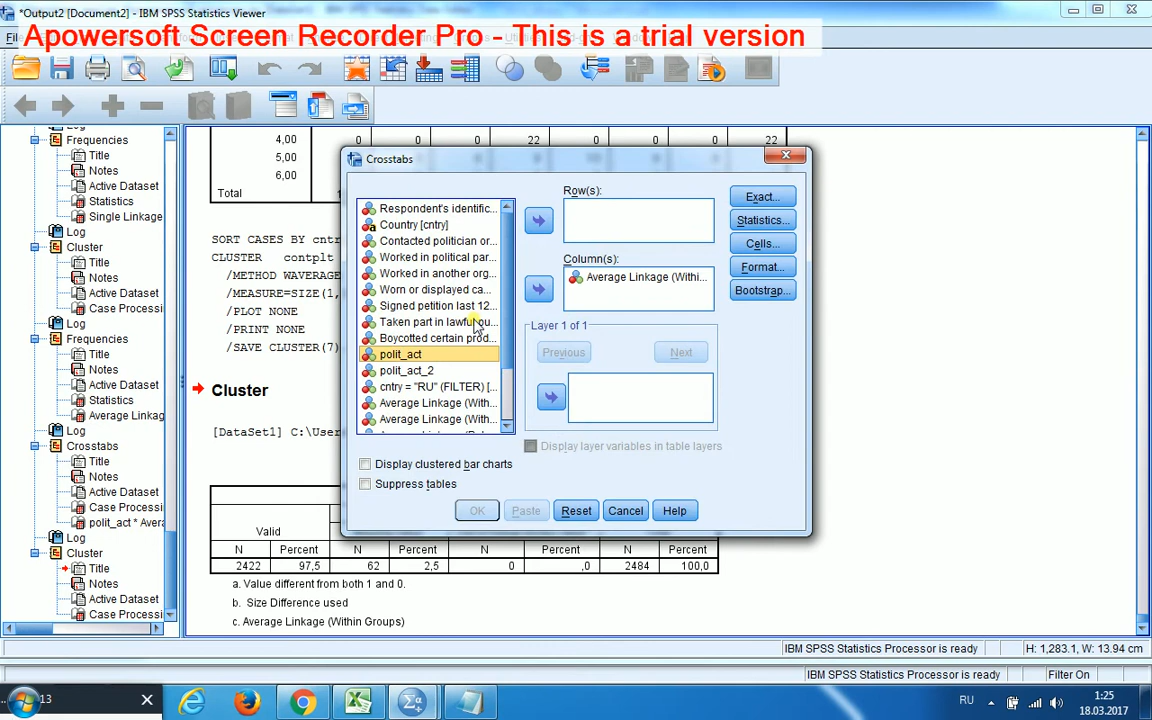 *Output2 [Document2] - IBM SPSS Statistics Viewer
Apowersoft Screen Recorder Pro - This is a trial version
Log
Frequencies
Title
Notes
Active Dataset
Statistics
Single Linkage
Log
Cluster
Title
Notes
Active Dataset
Case Processi
Log
Frequencies
Title
Notes
Active Dataset
Statistics
Average Linkag
Log
Crosstabs
Title
Notes
Active Dataset
Case Processi
polit_act * Avera
Log
Cluster
Title
Notes
Active Dataset
Case Processi
4,00 0 0 0 22 0 0 0 22
5,00
6,00
Total
SORT CASES BY cntr
CLUSTER contplt
/METHOD WAVERAG
/MEASURE=SIZE(1,
/PLOT NONE
/PRINT NONE
/SAVE CLUSTER(7)
Cluster
[DataSet1] C:\User
Valid
N Percent N Percent N Percent N Percent
2422 97,5 62 2,5 0 ,0 2484 100,0
a. Value different from both 1 and 0.
b. Size Difference used
c. Average Linkage (Within Groups)
Crosstabs
Respondent's identific...
Country [cntry]
Contacted politician or...
Worked in political par...
Worked in another org...
Worn or displayed ca...
Signed petition last 12...
Taken part in lawful pu...
Boycotted certain prod...
polit_act
polit_act_2
cntry = "RU" (FILTER) [...
Average Linkage (With...
Average Linkage (With...
Row(s):
Column(s):
Average Linkage (Withi...
Layer 1 of 1
Previous
Next
Display layer variables in table layers
Display clustered bar charts
Suppress tables
OK
Paste
Reset
Cancel
Help
Exact...
Statistics...
Cells...
Format...
Bootstrap...
IBM SPSS Statistics Processor is ready
H: 1,283.1, W: 13.94 cm
IBM SPSS Statistics Processor is ready
Filter On
13
RU
1:25
18.03.2017